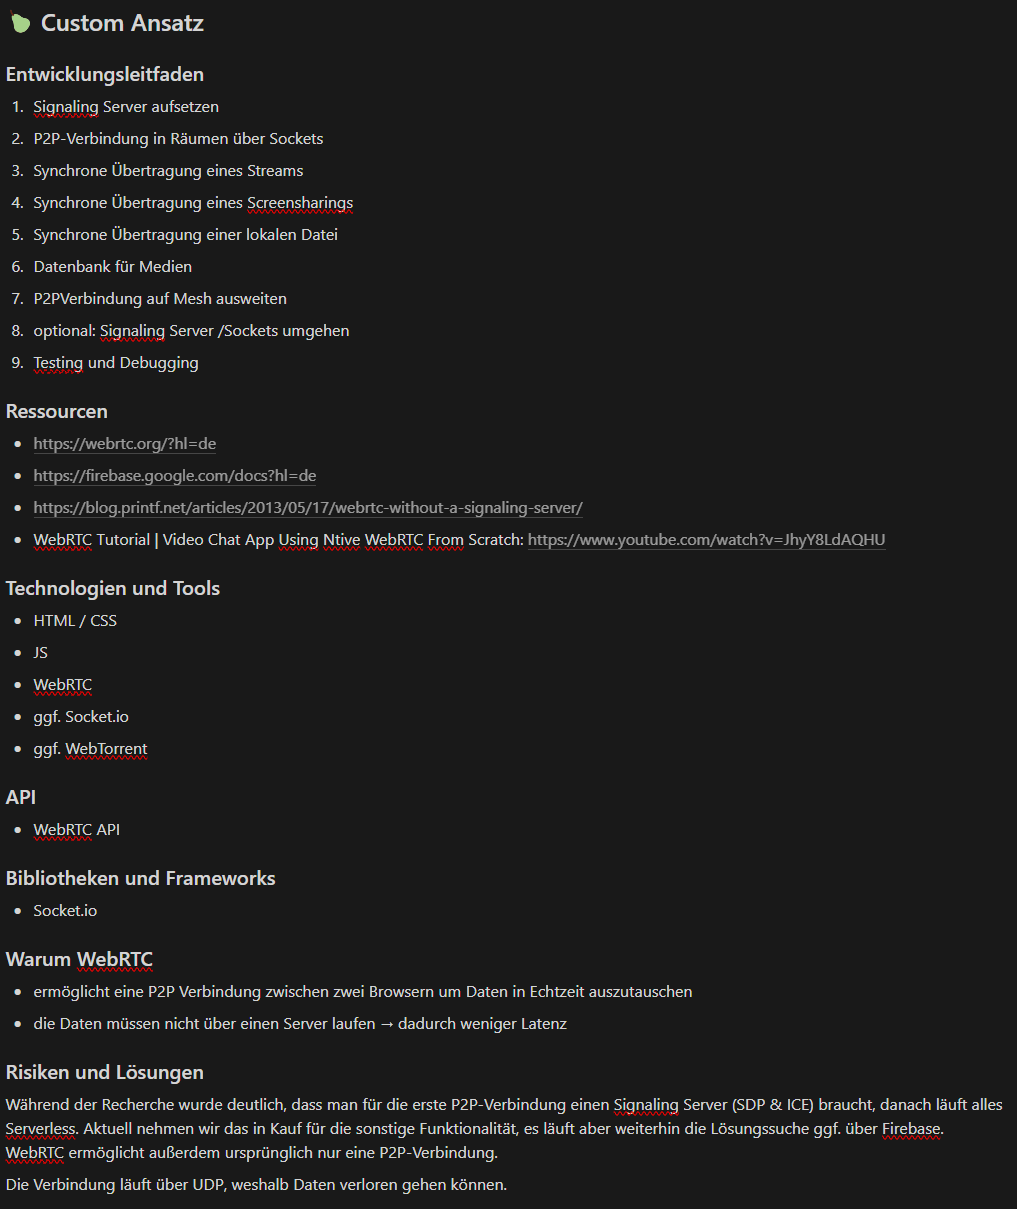 Custom Ansatz
Entwicklungsleitfaden
1. Signaling Server aufsetzen
2. P2P-Verbindung in Räumen über Sockets
3. Synchrone Übertragung eines Streams
4. Synchrone Übertragung eines Screensharings
5. Synchrone Übertragung einer lokalen Datei
6. Datenbank für Medien
7. P2PVerbindung auf Mesh ausweiten
8. optional: Signaling Server /Sockets umgehen
9. Testing und Debugging
Ressourcen
• https://webrtc.org/?hl=de
• https://firebase.google.com/docs?hl=de
• https://blog.printf.net/articles/2013/05/17/webrtc-without-a-signaling-server/
• WebRTC Tutorial | Video Chat App Using Ntive WebRTC From Scratch: https://www.youtube.com/watch?v=JhyY8LdAQHU
Technologien und Tools
• HTML / CSS
• JS
• WebRTC
• ggf. Socket.io
• ggf. WebTorrent
API
• WebRTC API
Bibliotheken und Frameworks
• Socket.io
Warum WebRTC
• ermöglicht eine P2P Verbindung zwischen zwei Browsern um Daten in Echtzeit auszutauschen
• die Daten müssen nicht über einen Server laufen → dadurch weniger Latenz
Risiken und Lösungen
Während der Recherche wurde deutlich, dass man für die erste P2P-Verbindung einen Signaling Server (SDP & ICE) braucht, danach läuft alles
Serverless. Aktuell nehmen wir das in Kauf für die sonstige Funktionalität, es läuft aber weiterhin die Lösungssuche ggf. über Firebase.
WebRTC ermöglicht außerdem ursprünglich nur eine P2P-Verbindung.
Die Verbindung läuft über UDP, weshalb Daten verloren gehen können.